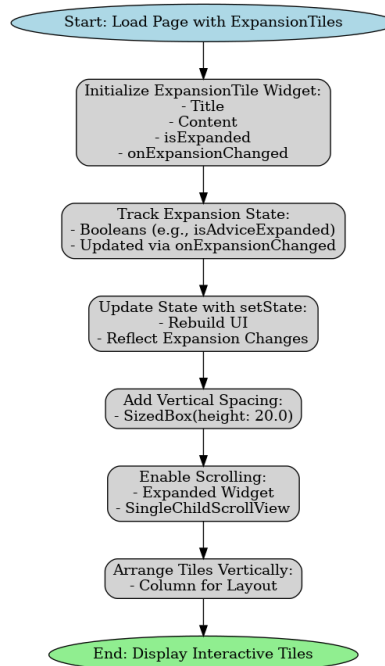 Start: Load Page with ExpansionTiles
Initialize ExpansionTile Widget:
- Title
- Content
- isExpanded
- onExpansionChanged
Track Expansion State:
- Booleans (e.g., isAdviceExpanded)
- Updated via onExpansionChanged
Update State with setState:
- Rebuild UI
- Reflect Expansion Changes
Add Vertical Spacing:
- SizedBox(height: 20.0)
Enable Scrolling:
- Expanded Widget
- SingleChildScrollView
Arrange Tiles Vertically:
- Column for Layout
End: Display Interactive Tiles